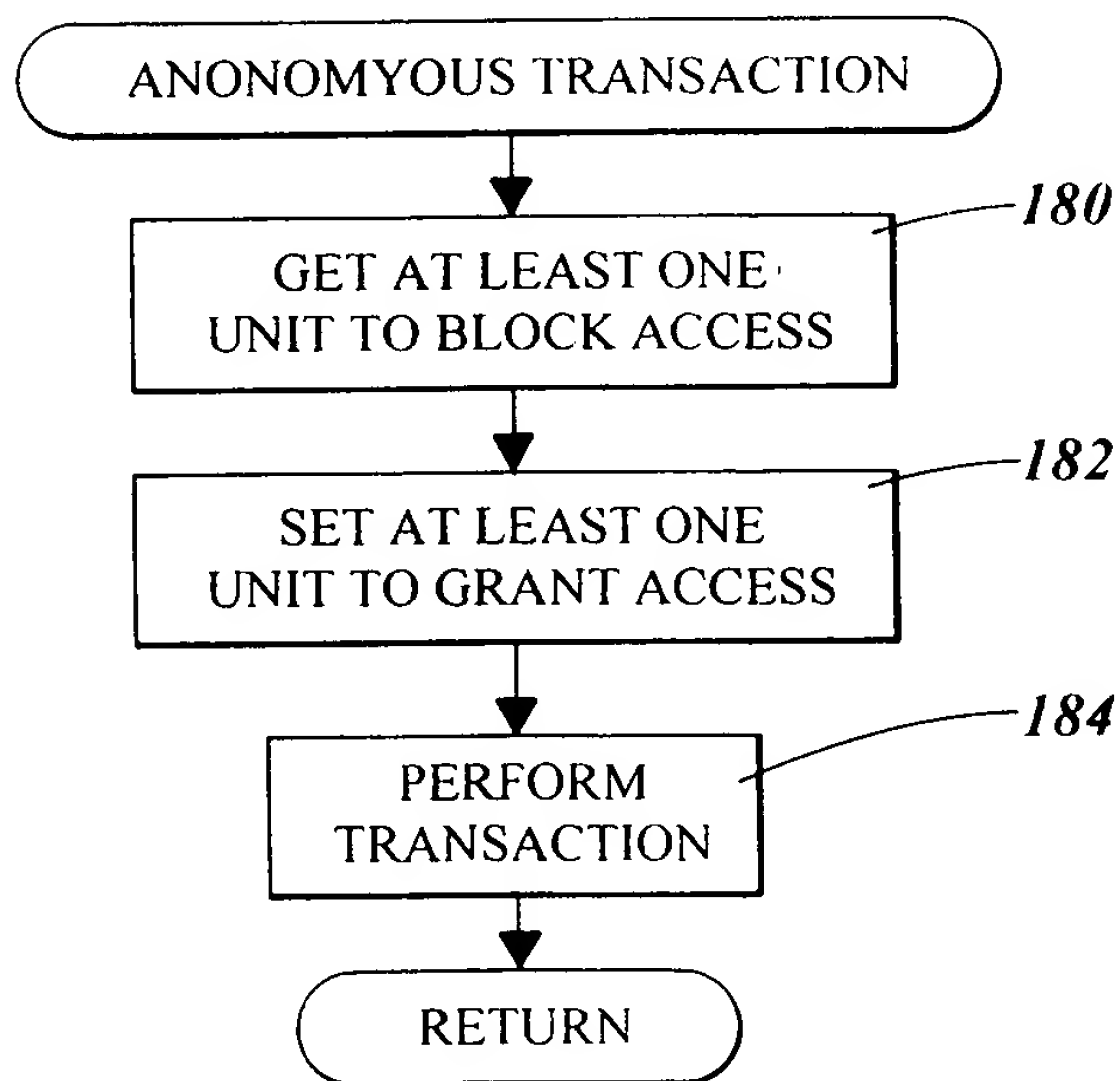 ANONOMYOUS TRANSACTION
180
GET AT LEAST ONE
UNIT TO BLOCK ACCESS
182
SET AT LEAST ONE
UNIT TO GRANT ACCESS
184
PERFORM
TRANSACTION
RETURN